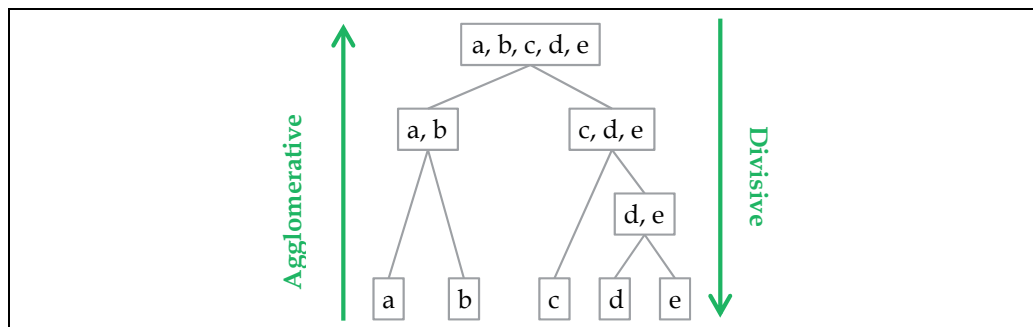 a, b, c, d, e
Agglomerative
a, b
c, d, e
Divisive
d, e
a
b
c
d
e